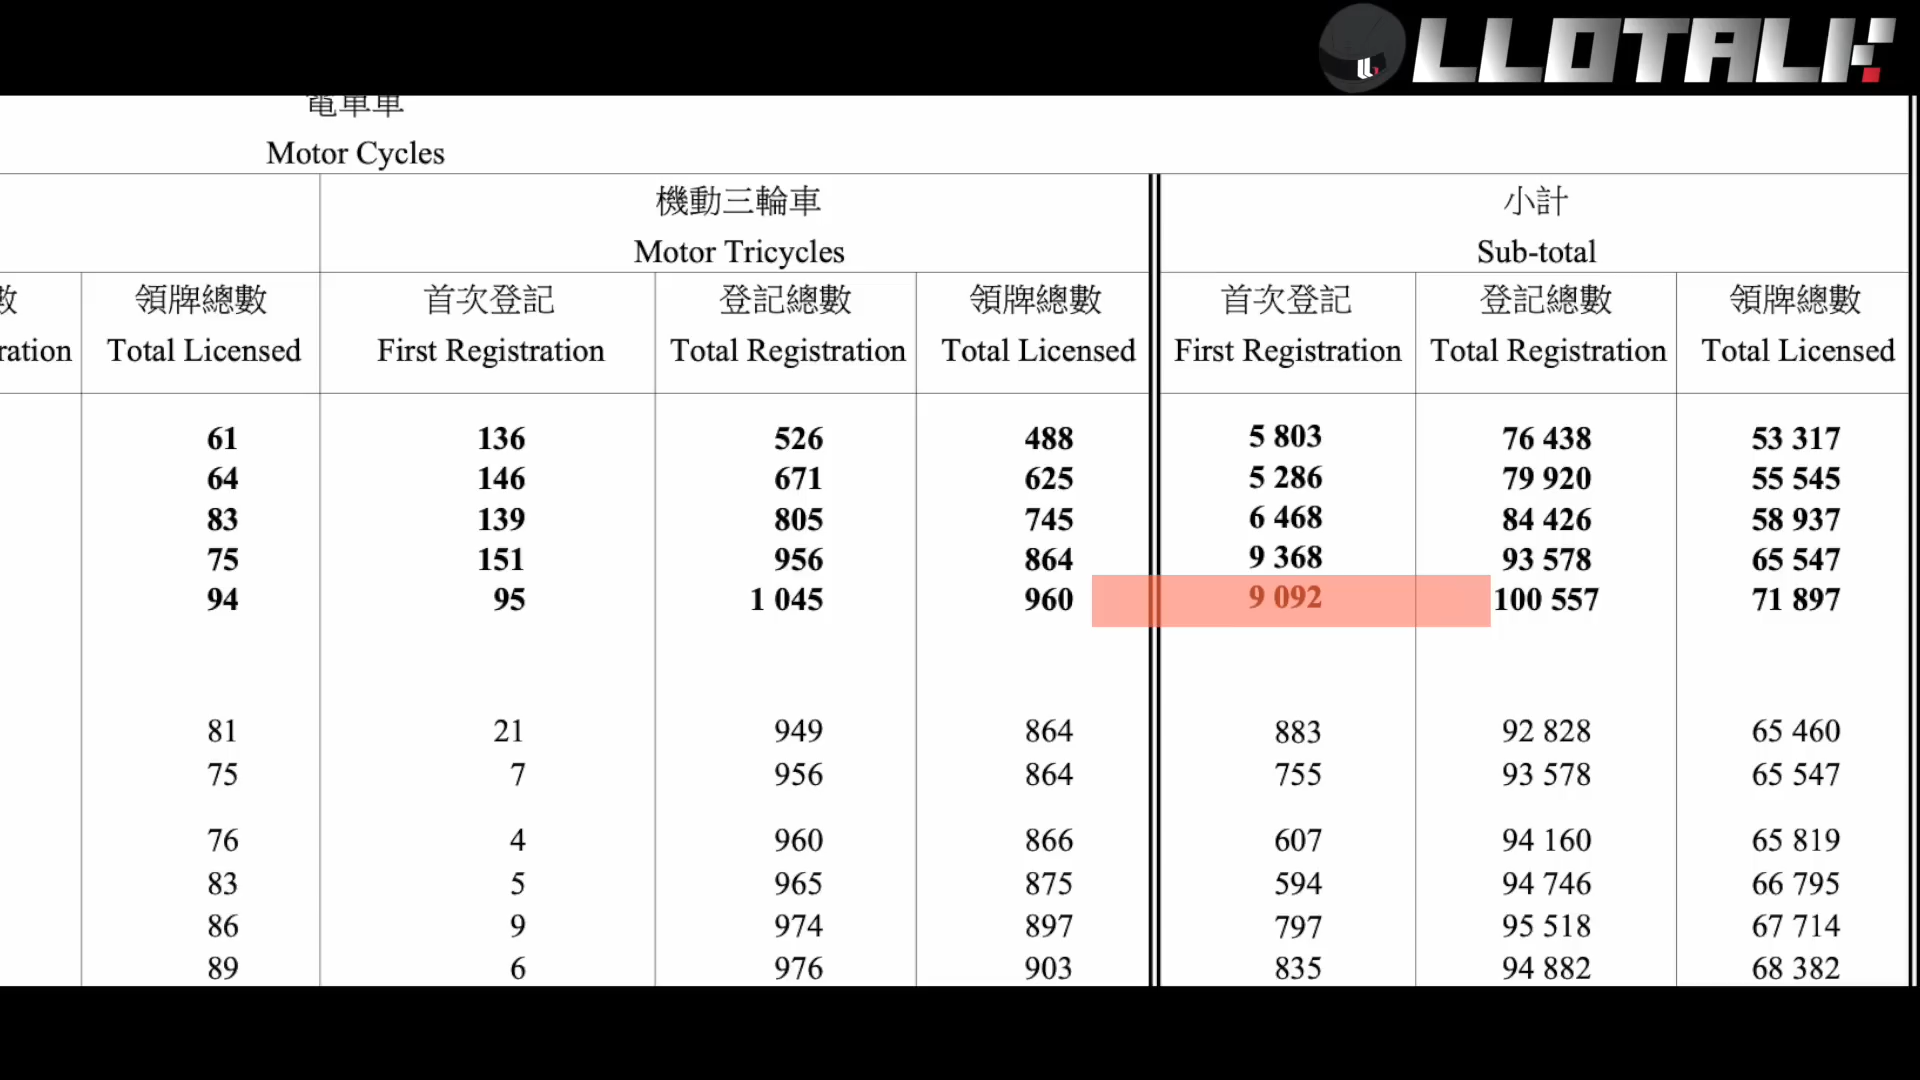 LLOTALK
電單車
Motor Cycles
機動三輪車
小計
Motor Tricycles
Sub-total
數 領牌總數 首次登記 登記總數 領牌總數 首次登記 登記總數 領牌總數
ration Total Licensed First Registration Total Registration Total Licensed First Registration Total Registration Total Licensed
61 136 526 488 5 803 76 438 53 317
64 146 671 625 5 286 79 920 55 545
83 139 805 745 6 468 84 426 58 937
75 151 956 864 9 368 93 578 65 547
94 95 1 045 960 9 092 100 557 71 897
81 21 949 864 883 92 828 65 460
75 7 956 864 755 93 578 65 547
76 4 960 866 607 94 160 65 819
83 5 965 875 594 94 746 66 795
86 9 974 897 797 95 518 67 714
89 6 976 903 835 94 882 68 382